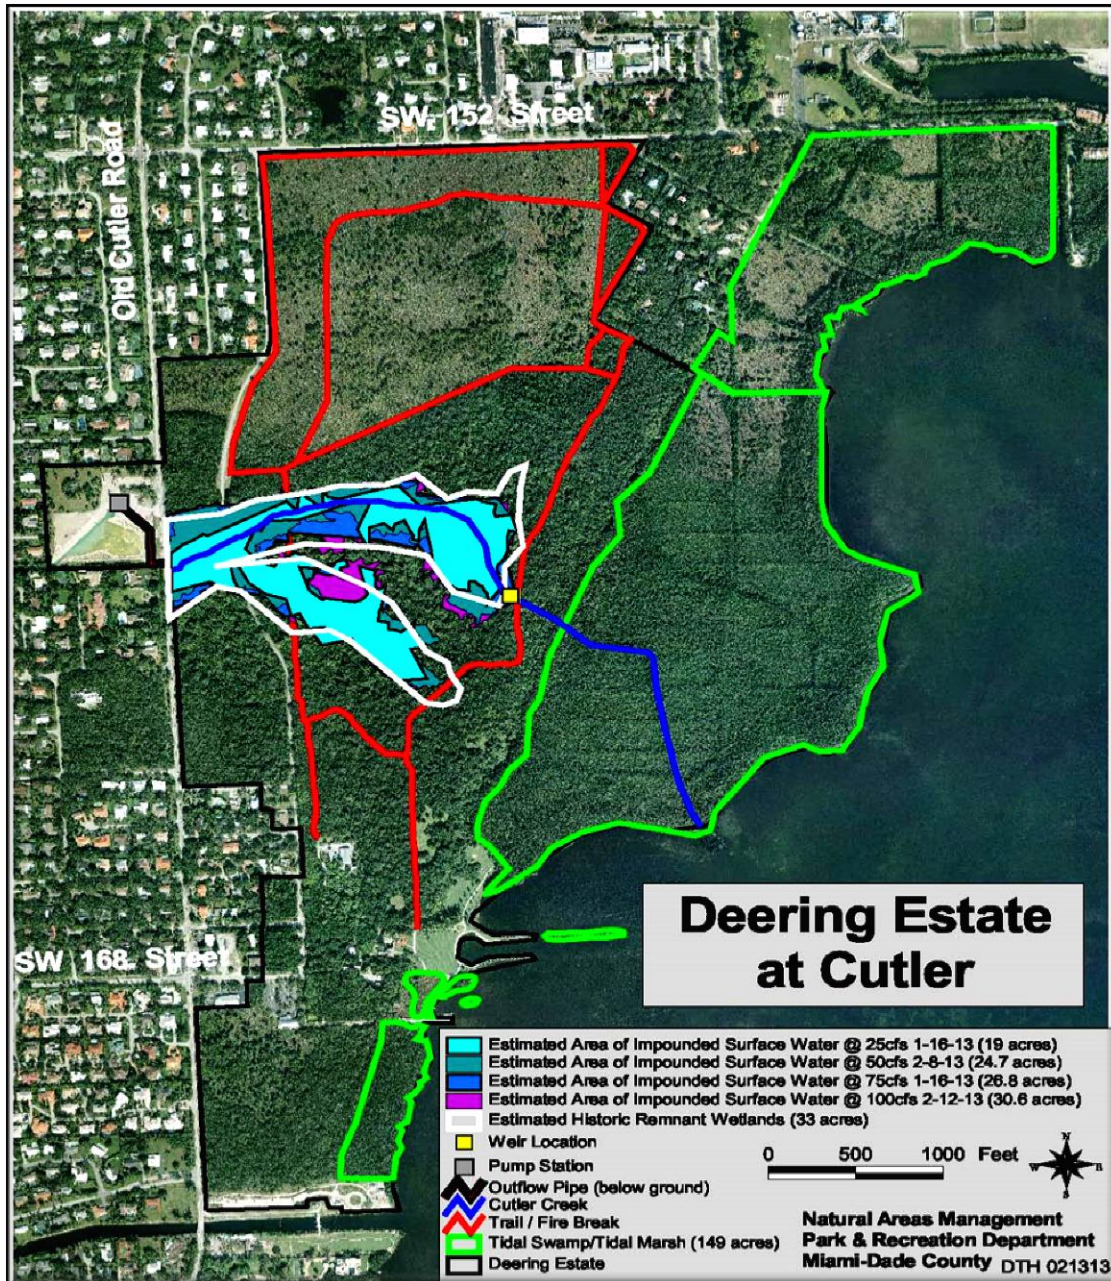 SW. 152 Street
Old Cutler Road
SW 168. Street
Deering Estate
at Cutler
Estimated Area of Impounded Surface Water @ 25cfs 1-16-13 (19 acres)
Estimated Area of Impounded Surface Water @ 50cfs 2-8-13 (24.7 acres)
Estimated Area of Impounded Surface Water @ 75cfs 1-16-13 (26.8 acres)
Estimated Area of Impounded Surface Water @ 100cfs 2-12-13 (30.6 acres)
Estimated Historic Remnant Wetlands (33 acres)
Weir Location
Pump Station
Outflow Pipe (below ground)
Cutler Creek
Trail / Fire Break
Tidal Swamp/Tidal Marsh (149 acres)
Deering Estate
0 500 1000 Feet
N
W E
S
Natural Areas Management
Park & Recreation Department
Miami-Dade County DTH 021313